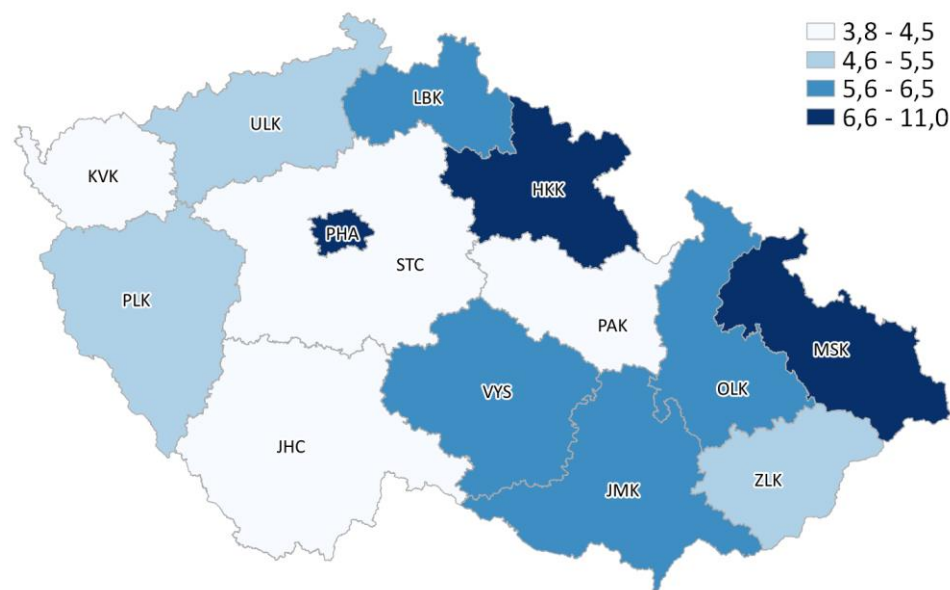 3,8 - 4,5
4,6 - 5,5
5,6 - 6,5
6,6 - 11,0
LBK
ULK
KVK
HKK
PHA
STC
PLK
PAK
MSK
VYS
OLK
JHC
ZLK
JMK